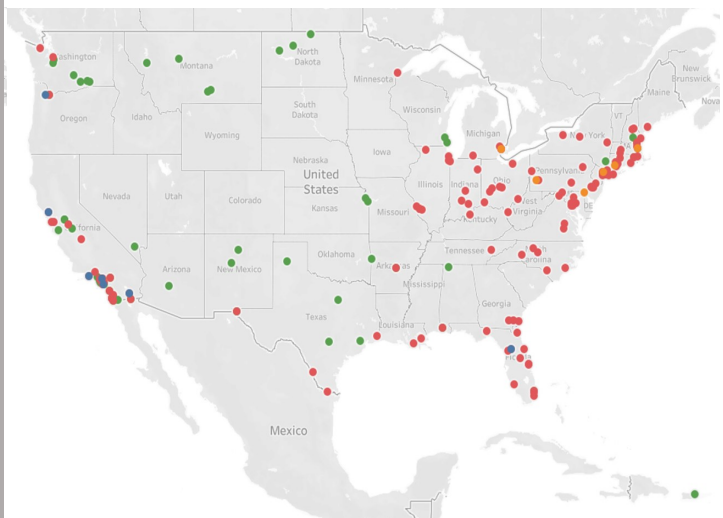 Washington
Montana
North
Dakota
Minnesota
New
Brunswick
Maine
Nova
Oregon
Idaho
South
Dakota
Wisconsin
Michigan
VT
Wyoming
Iowa
Nebraska
United
States
Nevada
Utah
Colorado
Kansas
Missouri
Illinois
Indiana
Ohio
Pennsylvan
DE
West
Virginia
Kentucky
Arizona
New Mexico
Oklahoma
Arkansas
Tennessee
Mississippi
Georgia
Texas
Louisiana
Mexico